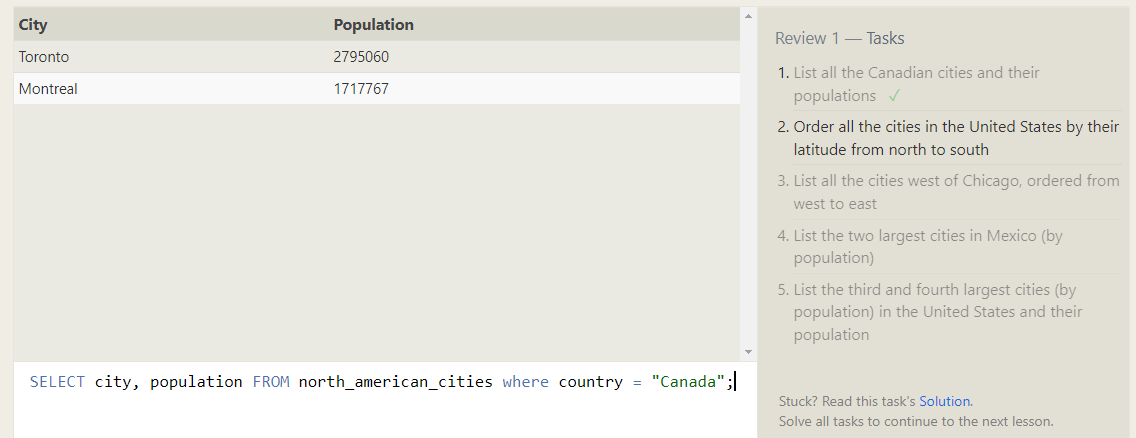 City Population
Toronto 2795060
Montreal 1717767
SELECT city, population FROM north_american_cities where country = "Canada";
Review 1 — Tasks
1. List all the Canadian cities and their
populations ✓
2. Order all the cities in the United States by their
latitude from north to south
3. List all the cities west of Chicago, ordered from
west to east
4. List the two largest cities in Mexico (by
population)
5. List the third and fourth largest cities (by
population) in the United States and their
population
Stuck? Read this task's Solution.
Solve all tasks to continue to the next lesson.